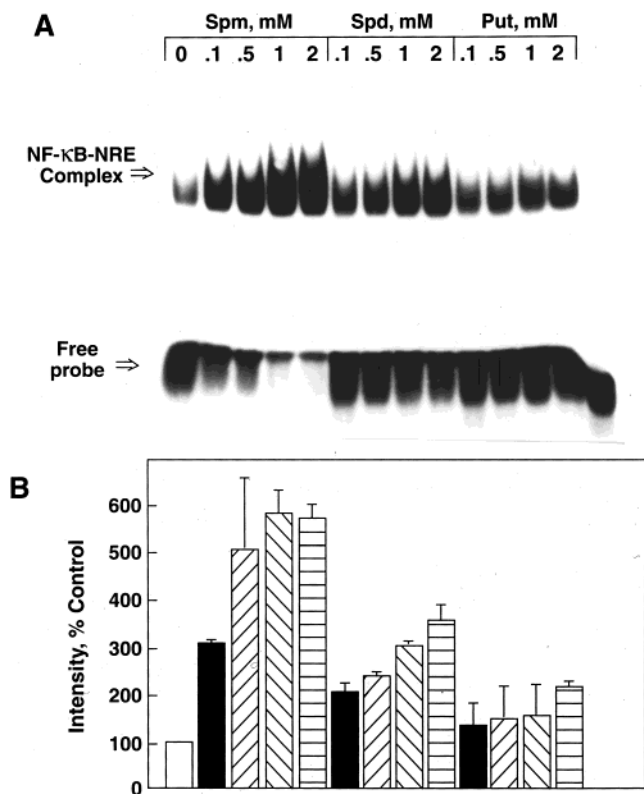 A
Spm, mM Spd, mM Put, mM
0 .1 .5 1 2 .1 .5 1 2 .1 .5 1 2
NF-κB-NRE
Complex ⇒
Free
probe ⇒
B
Intensity, % Control
600
500
400
300
200
100
0